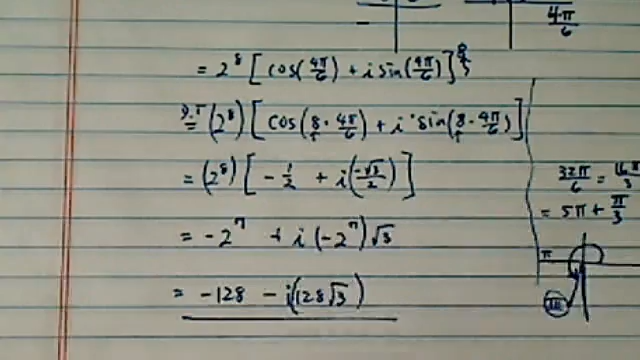 4π/6
= 2^8 [cos(4π/6) + i sin(4π/6)]^8
D.T. = (2^8) [cos(8 · 4π/6) + i · sin(8 · 4π/6)]
= (2^8) [-1/2 + i(-√3/2)]
= -2^7 + i(-2^7)√3
= -128 - i(128√3)
32π/6 = 16π/3
= 5π + π/3
π
III